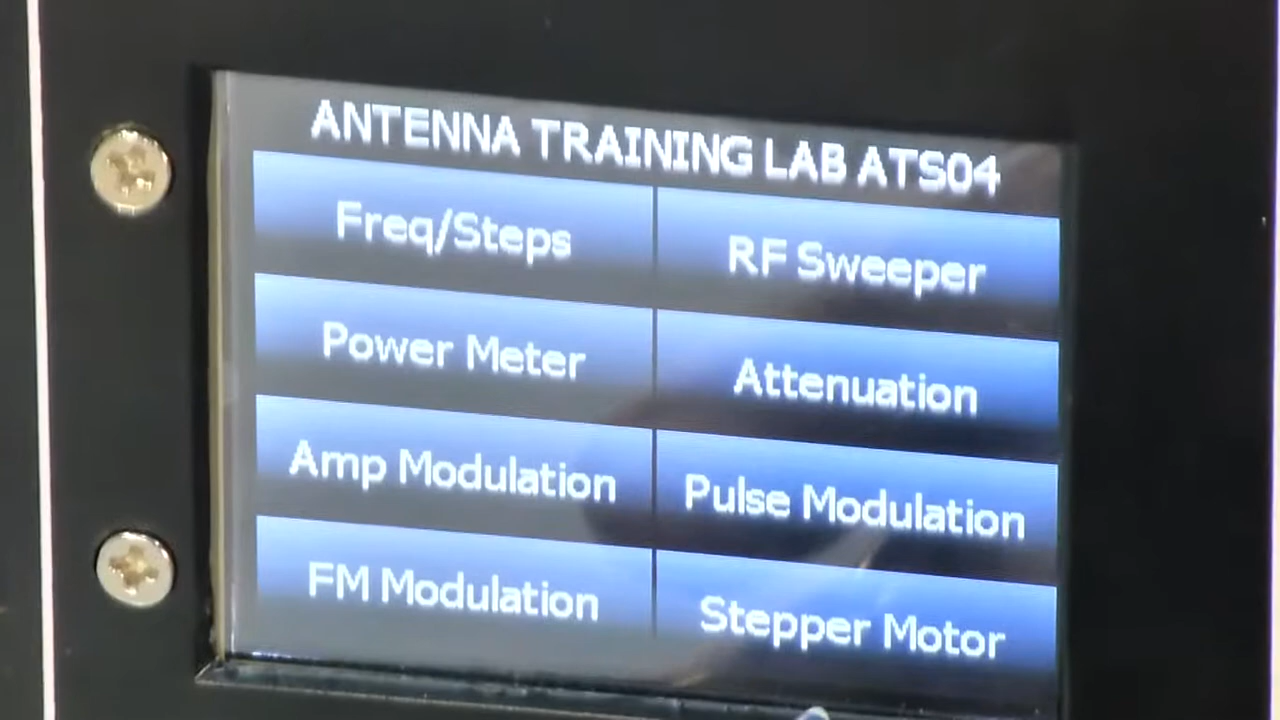 ANTENNA TRAINING LAB ATS04
Freq/Steps
RF Sweeper
Power Meter
Attenuation
Amp Modulation
Pulse Modulation
FM Modulation
Stepper Motor